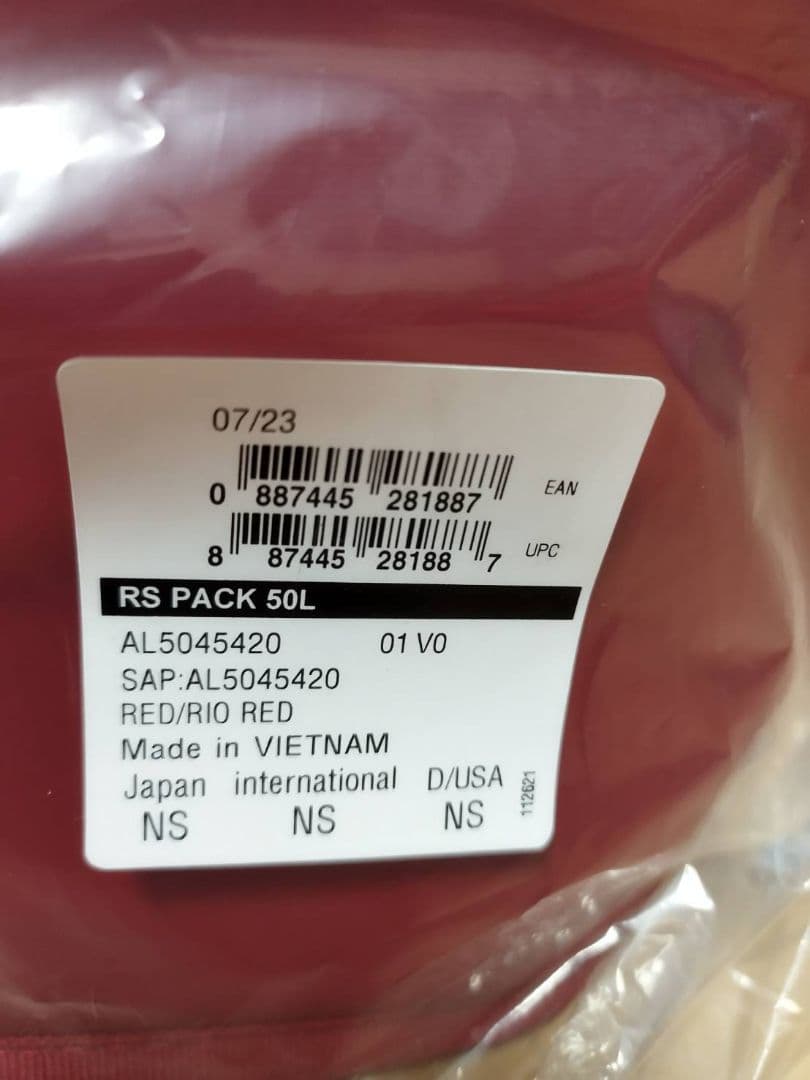 07/23
0 887445 281887 EAN
8 87445 28188 7 UPC
RS PACK 50L
AL5045420 01 V0
SAP:AL5045420
RED/RIO RED
Made in VIETNAM
Japan international D/USA
NS NS NS
112621